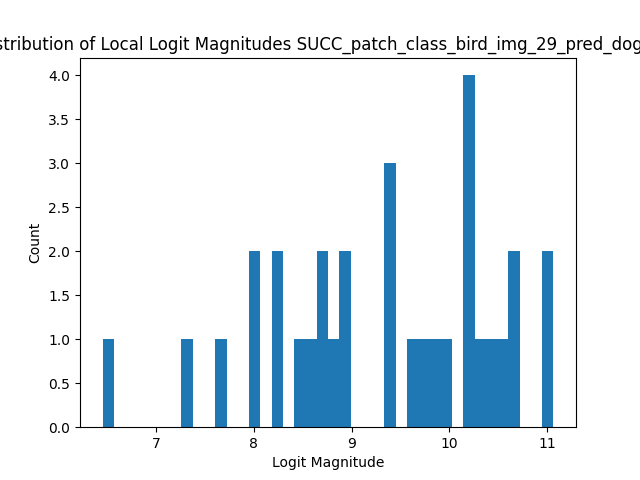 stribution of Local Logit Magnitudes SUCC_patch_class_bird_img_29_pred_dog
4.0
3.5
3.0
2.5
2.0
1.5
1.0
0.5
0.0
Count
7 8 9 10 11
Logit Magnitude